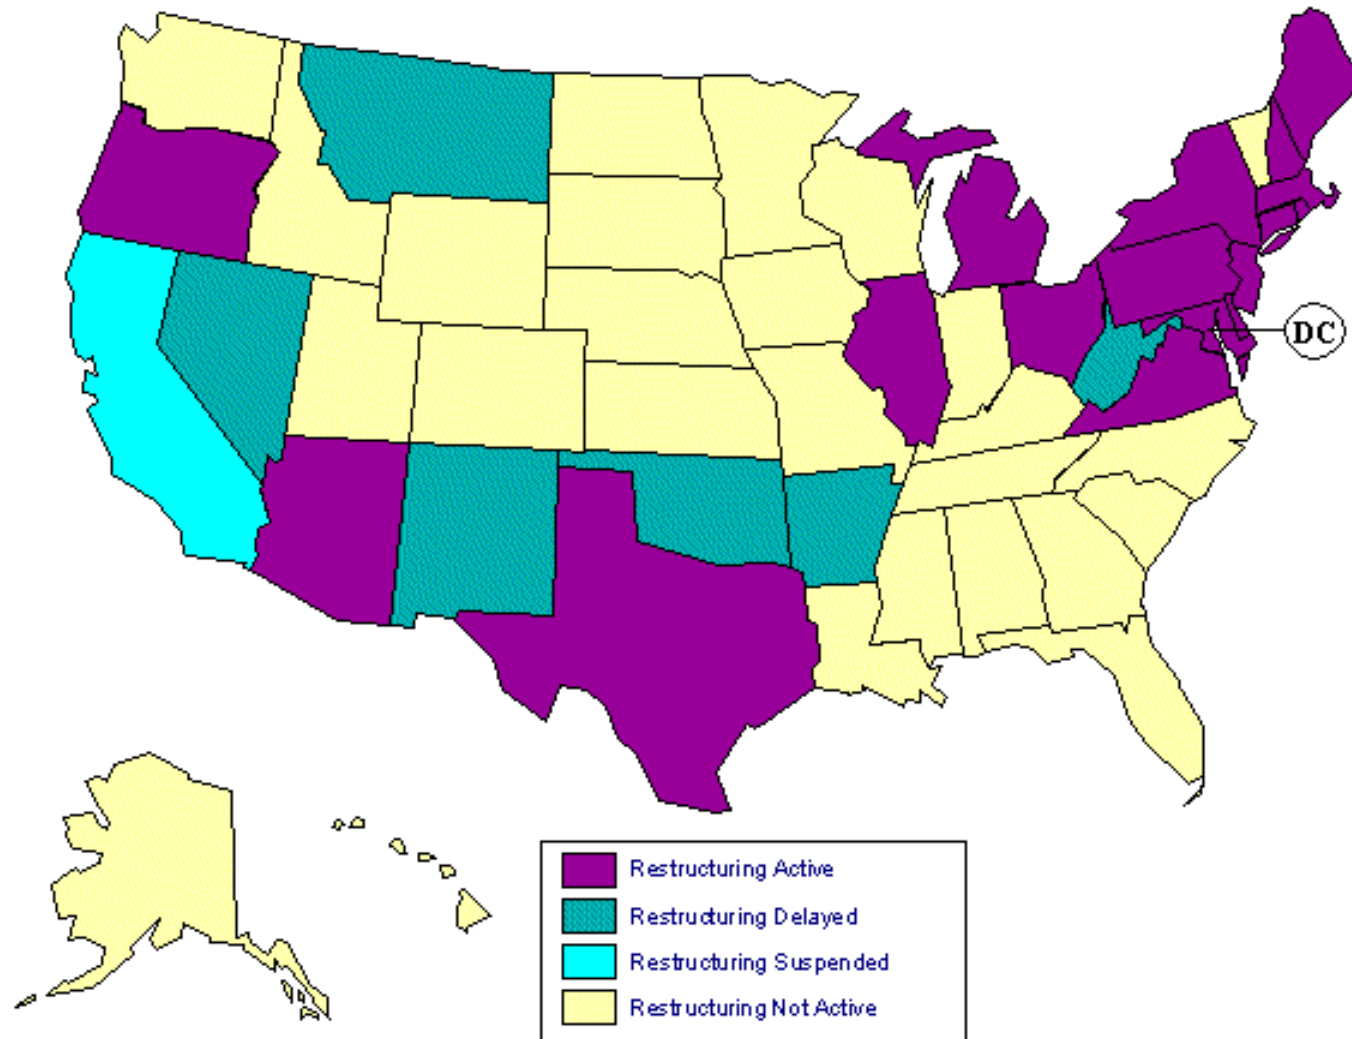 DC
Restructuring Active
Restructuring Delayed
Restructuring Suspended
Restructuring Not Active